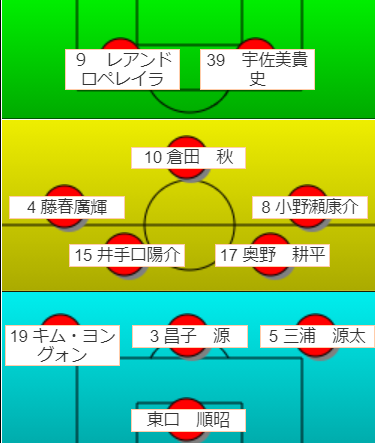 9　レアンド
ロペレイラ
39　宇佐美貴
史
10 倉田　秋
4 藤春廣輝
8 小野瀬康介
15 井手口陽介
17 奥野　耕平
19 キム・ヨン
グォン
3 昌子　源
5 三浦　源太
東口　順昭